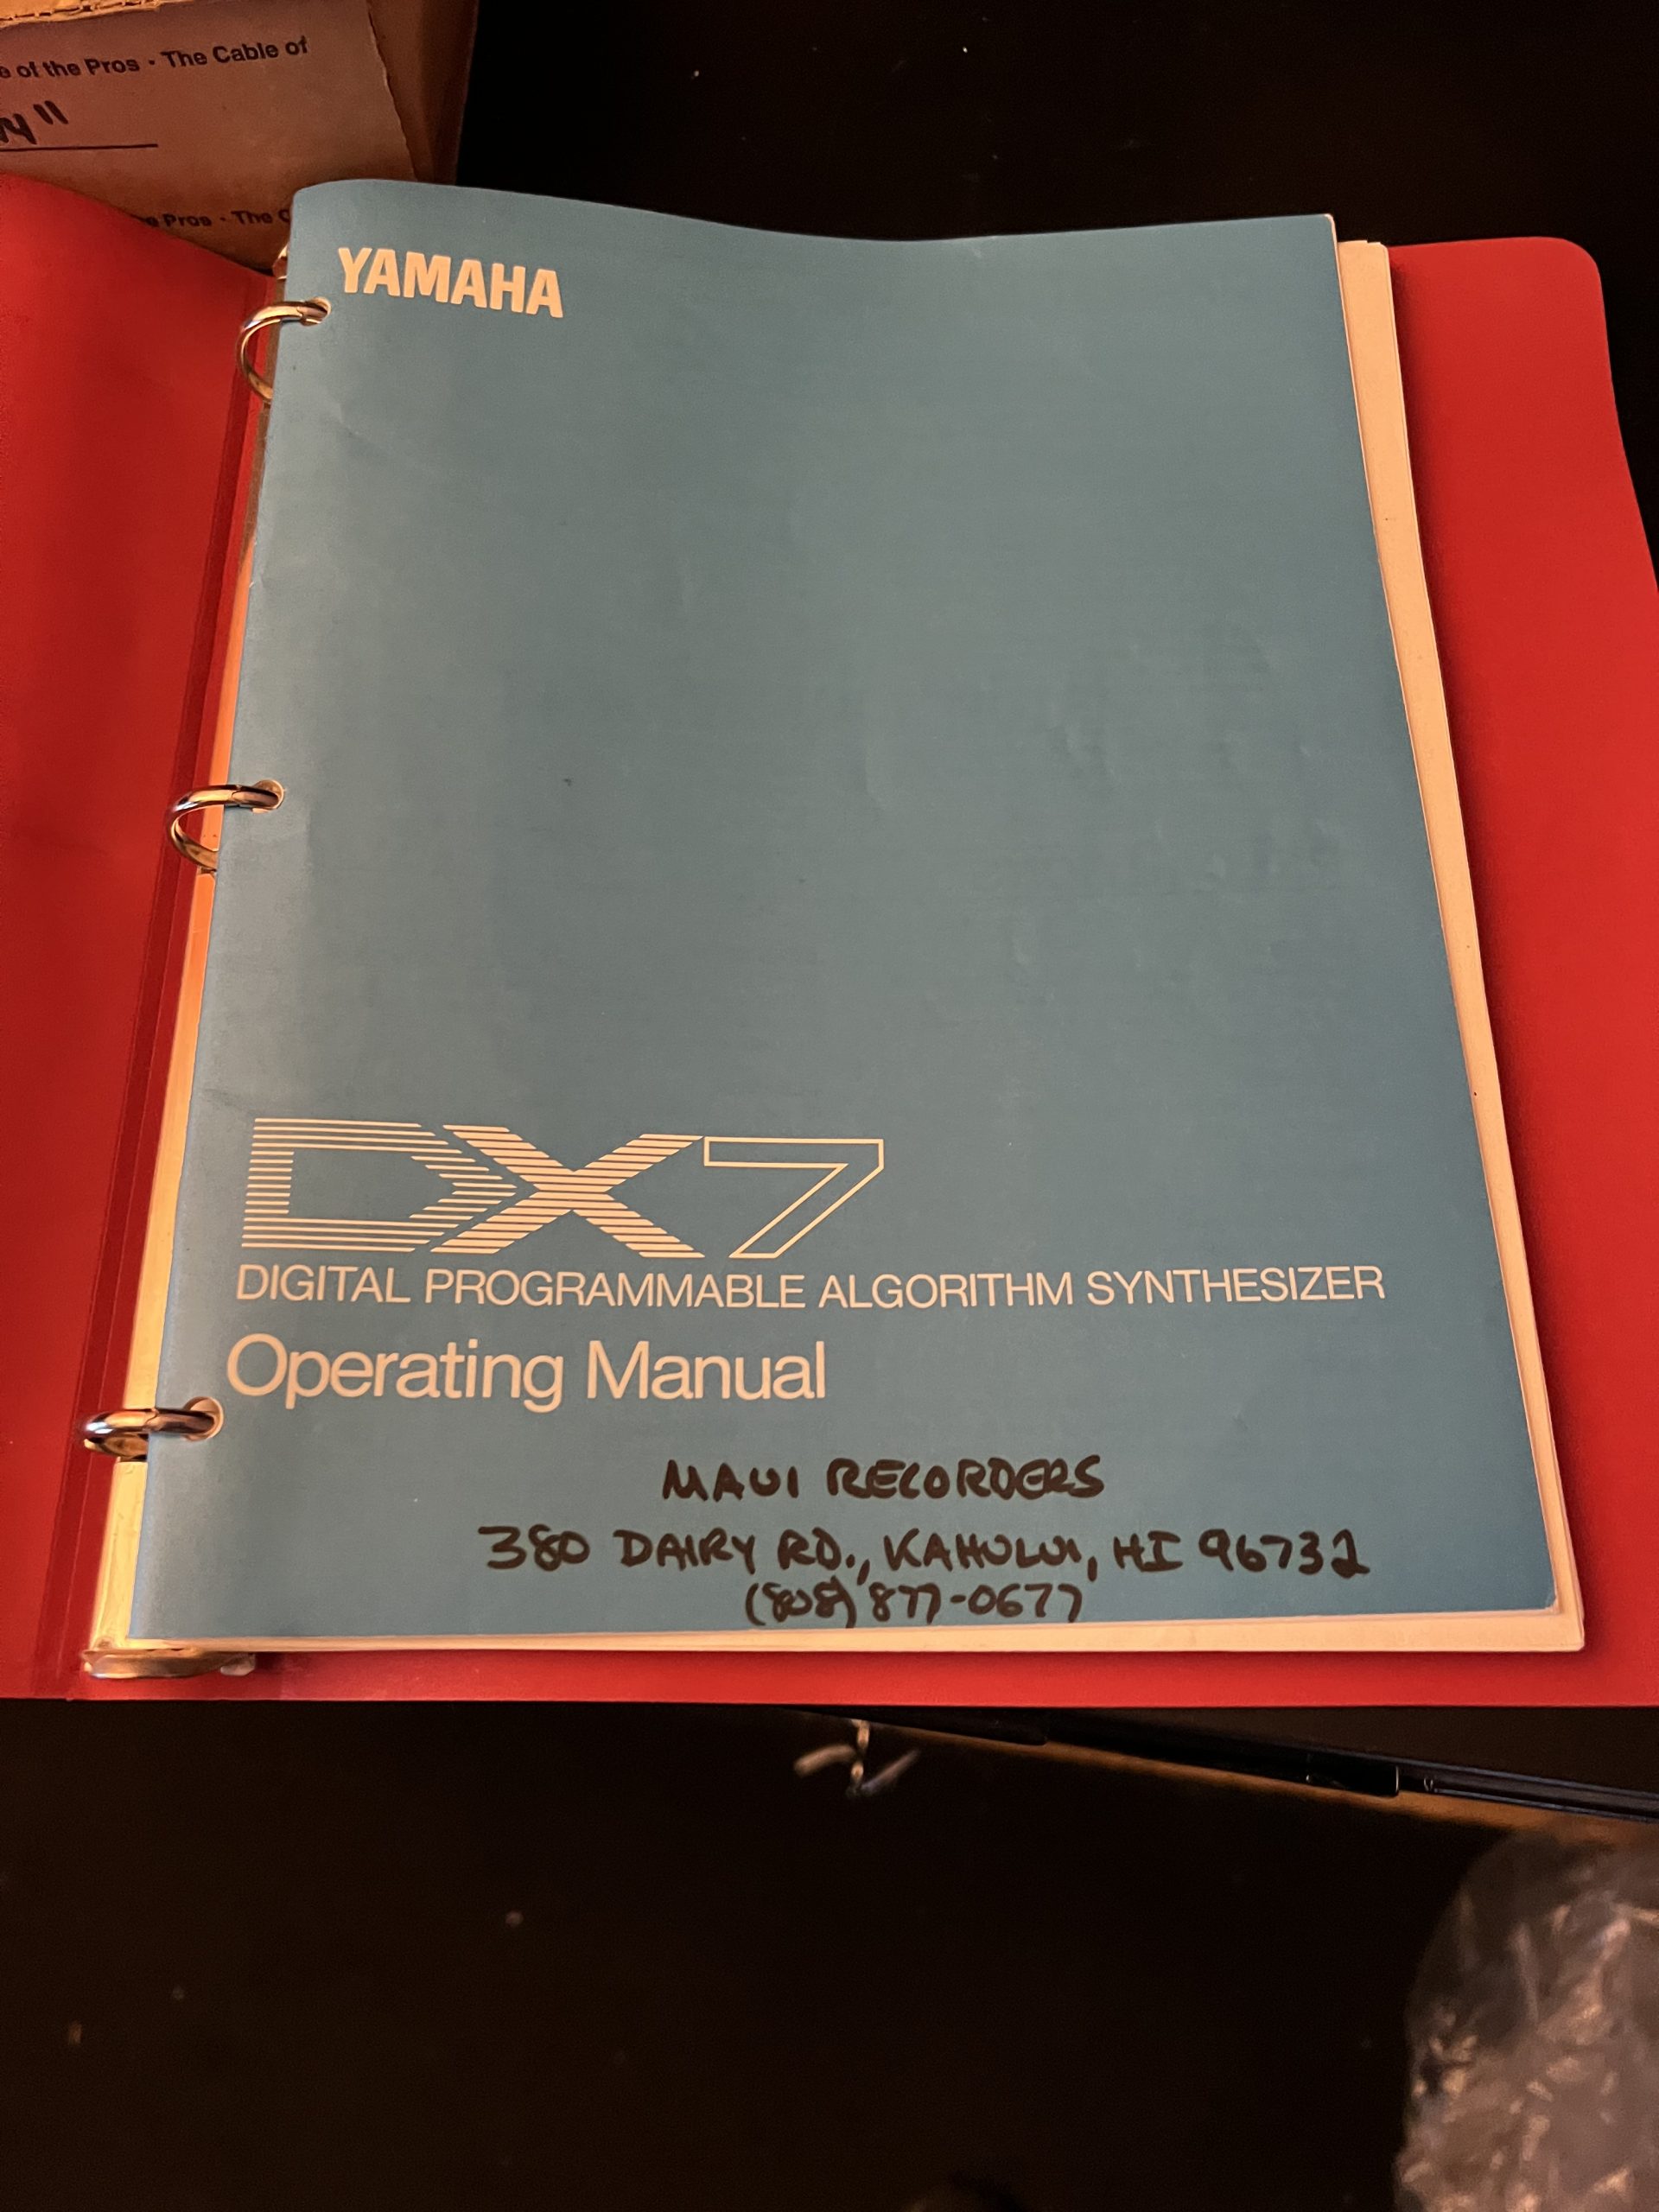 e of the Pros · The Cable of
Pros · The C
YAMAHA
DX7
DIGITAL PROGRAMMABLE ALGORITHM SYNTHESIZER
Operating Manual
MAUI RECORDERS
380 DAIRY RD., KAHULUI, HI 96732
(808) 877-0677